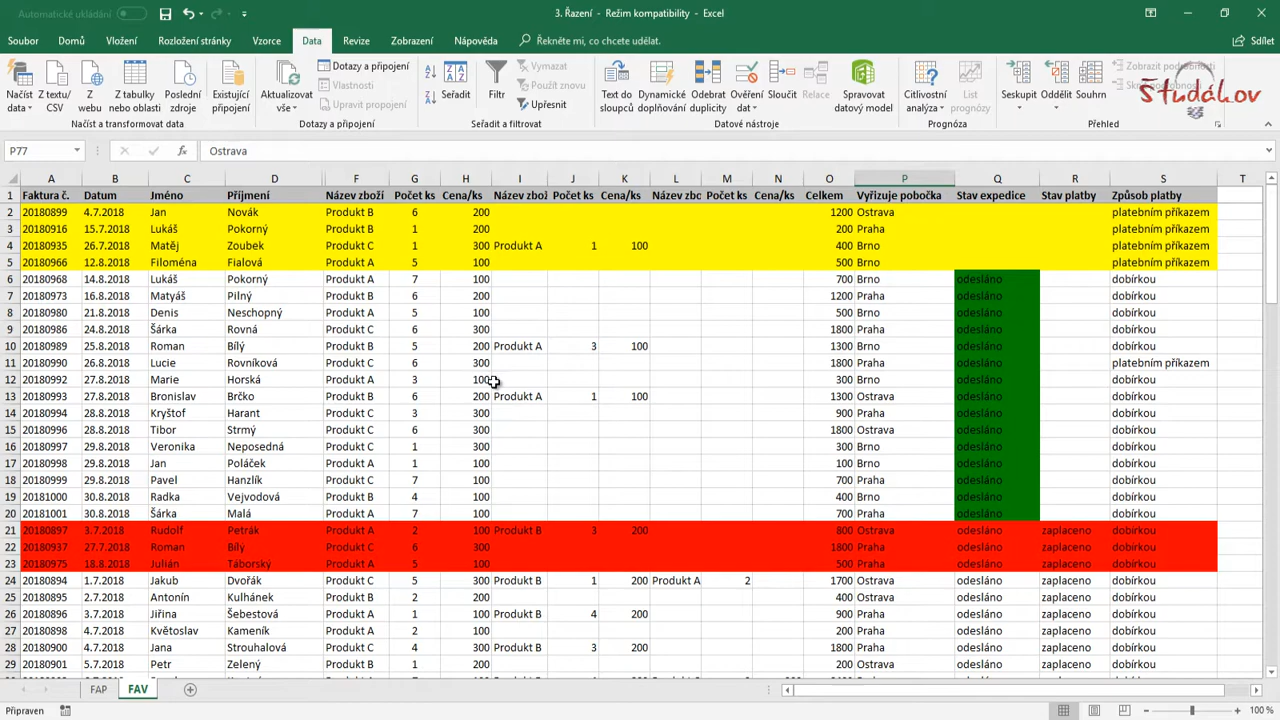 Automatické ukládání 3. Řazení - Režim kompatibility - Excel
Soubor Domů Vložení Rozložení stránky Vzorce Data Revize Zobrazení Nápověda Řekněte mi, co chcete udělat. Sdílet
Načíst data Z textu/CSV Z webu Z tabulky nebo oblasti Poslední zdroje Existující připojení Aktualizovat vše Dotazy a připojení Vlastnosti Upravit propojení Seřadit Filtr Vymazat Použít znovu Upřesnit Text do sloupců Dynamické doplňování Odebrat duplicity Ověření dat Sloučit Relace Spravovat datový model Citlivostní analýza List prognózy Seskupit Oddělit Souhrn Zobrazit podrobnosti
Študákov
Načíst a transformovat data Dotazy a připojení Seřadit a filtrovat Datové nástroje Prognóza Přehled
P77 fx Ostrava
A B C D F G H I J K L M N O P Q R S T
1 Faktura č. Datum Jméno Příjmení Název zboží Počet ks Cena/ks Název zboží Počet ks Cena/ks Název zbo Počet ks Cena/ks Celkem Vyřizuje pobočka Stav expedice Stav platby Způsob platby
2 20180899 4.7.2018 Jan Novák Produkt B 6 200 1200 Ostrava platebním příkazem
3 20180916 15.7.2018 Lukáš Pokorný Produkt B 1 200 200 Praha platebním příkazem
4 20180935 26.7.2018 Matěj Zoubek Produkt C 1 300 Produkt A 1 100 400 Brno platebním příkazem
5 20180966 12.8.2018 Filoména Fialová Produkt A 5 100 500 Brno platebním příkazem
6 20180968 14.8.2018 Lukáš Pokorný Produkt A 7 100 700 Brno odesláno dobírkou
7 20180973 16.8.2018 Matyáš Pilný Produkt B 6 200 1200 Praha odesláno dobírkou
8 20180980 21.8.2018 Denis Neschopný Produkt A 5 100 500 Brno odesláno dobírkou
9 20180986 24.8.2018 Šárka Rovná Produkt C 6 300 1800 Praha odesláno dobírkou
10 20180989 25.8.2018 Roman Bílý Produkt B 5 200 Produkt A 3 100 1300 Brno odesláno dobírkou
11 20180990 26.8.2018 Lucie Rovníková Produkt C 6 300 1800 Praha odesláno platebním příkazem
12 20180992 27.8.2018 Marie Horská Produkt A 3 100 300 Brno odesláno dobírkou
13 20180993 27.8.2018 Bronislav Brčko Produkt B 6 200 Produkt A 1 100 1300 Ostrava odesláno dobírkou
14 20180994 28.8.2018 Kryštof Harant Produkt C 3 300 900 Praha odesláno dobírkou
15 20180996 28.8.2018 Tibor Strmý Produkt C 6 300 1800 Ostrava odesláno dobírkou
16 20180997 29.8.2018 Veronika Neposedná Produkt C 1 300 300 Brno odesláno dobírkou
17 20180998 29.8.2018 Jan Poláček Produkt A 1 100 100 Brno odesláno dobírkou
18 20180999 29.8.2018 Pavel Hanzlík Produkt C 7 100 700 Praha odesláno dobírkou
19 20181000 30.8.2018 Radka Vejvodová Produkt B 4 100 400 Brno odesláno dobírkou
20 20181001 30.8.2018 Šárka Malá Produkt A 7 100 700 Praha odesláno dobírkou
21 20180897 3.7.2018 Rudolf Petrák Produkt A 2 100 Produkt B 3 200 800 Ostrava odesláno zaplaceno dobírkou
22 20180937 27.7.2018 Roman Bílý Produkt C 6 300 1800 Praha odesláno zaplaceno dobírkou
23 20180975 18.8.2018 Julián Táborský Produkt A 5 100 500 Praha odesláno zaplaceno dobírkou
24 20180894 1.7.2018 Jakub Dvořák Produkt C 5 300 Produkt B 1 200 Produkt A 2 1700 Ostrava odesláno zaplaceno dobírkou
25 20180895 2.7.2018 Antonín Kulhánek Produkt B 2 200 400 Ostrava odesláno zaplaceno dobírkou
26 20180896 3.7.2018 Jiřina Šebestová Produkt A 1 100 Produkt B 4 200 900 Praha odesláno zaplaceno dobírkou
27 20180898 4.7.2018 Květoslav Kameník Produkt A 2 100 200 Praha odesláno zaplaceno dobírkou
28 20180900 4.7.2018 Jana Strouhalová Produkt C 4 300 Produkt B 3 200 1800 Praha odesláno zaplaceno dobírkou
29 20180901 5.7.2018 Petr Zelený Produkt B 1 200 200 Ostrava odesláno zaplaceno dobírkou
FAP FAV
Připraven 100 %